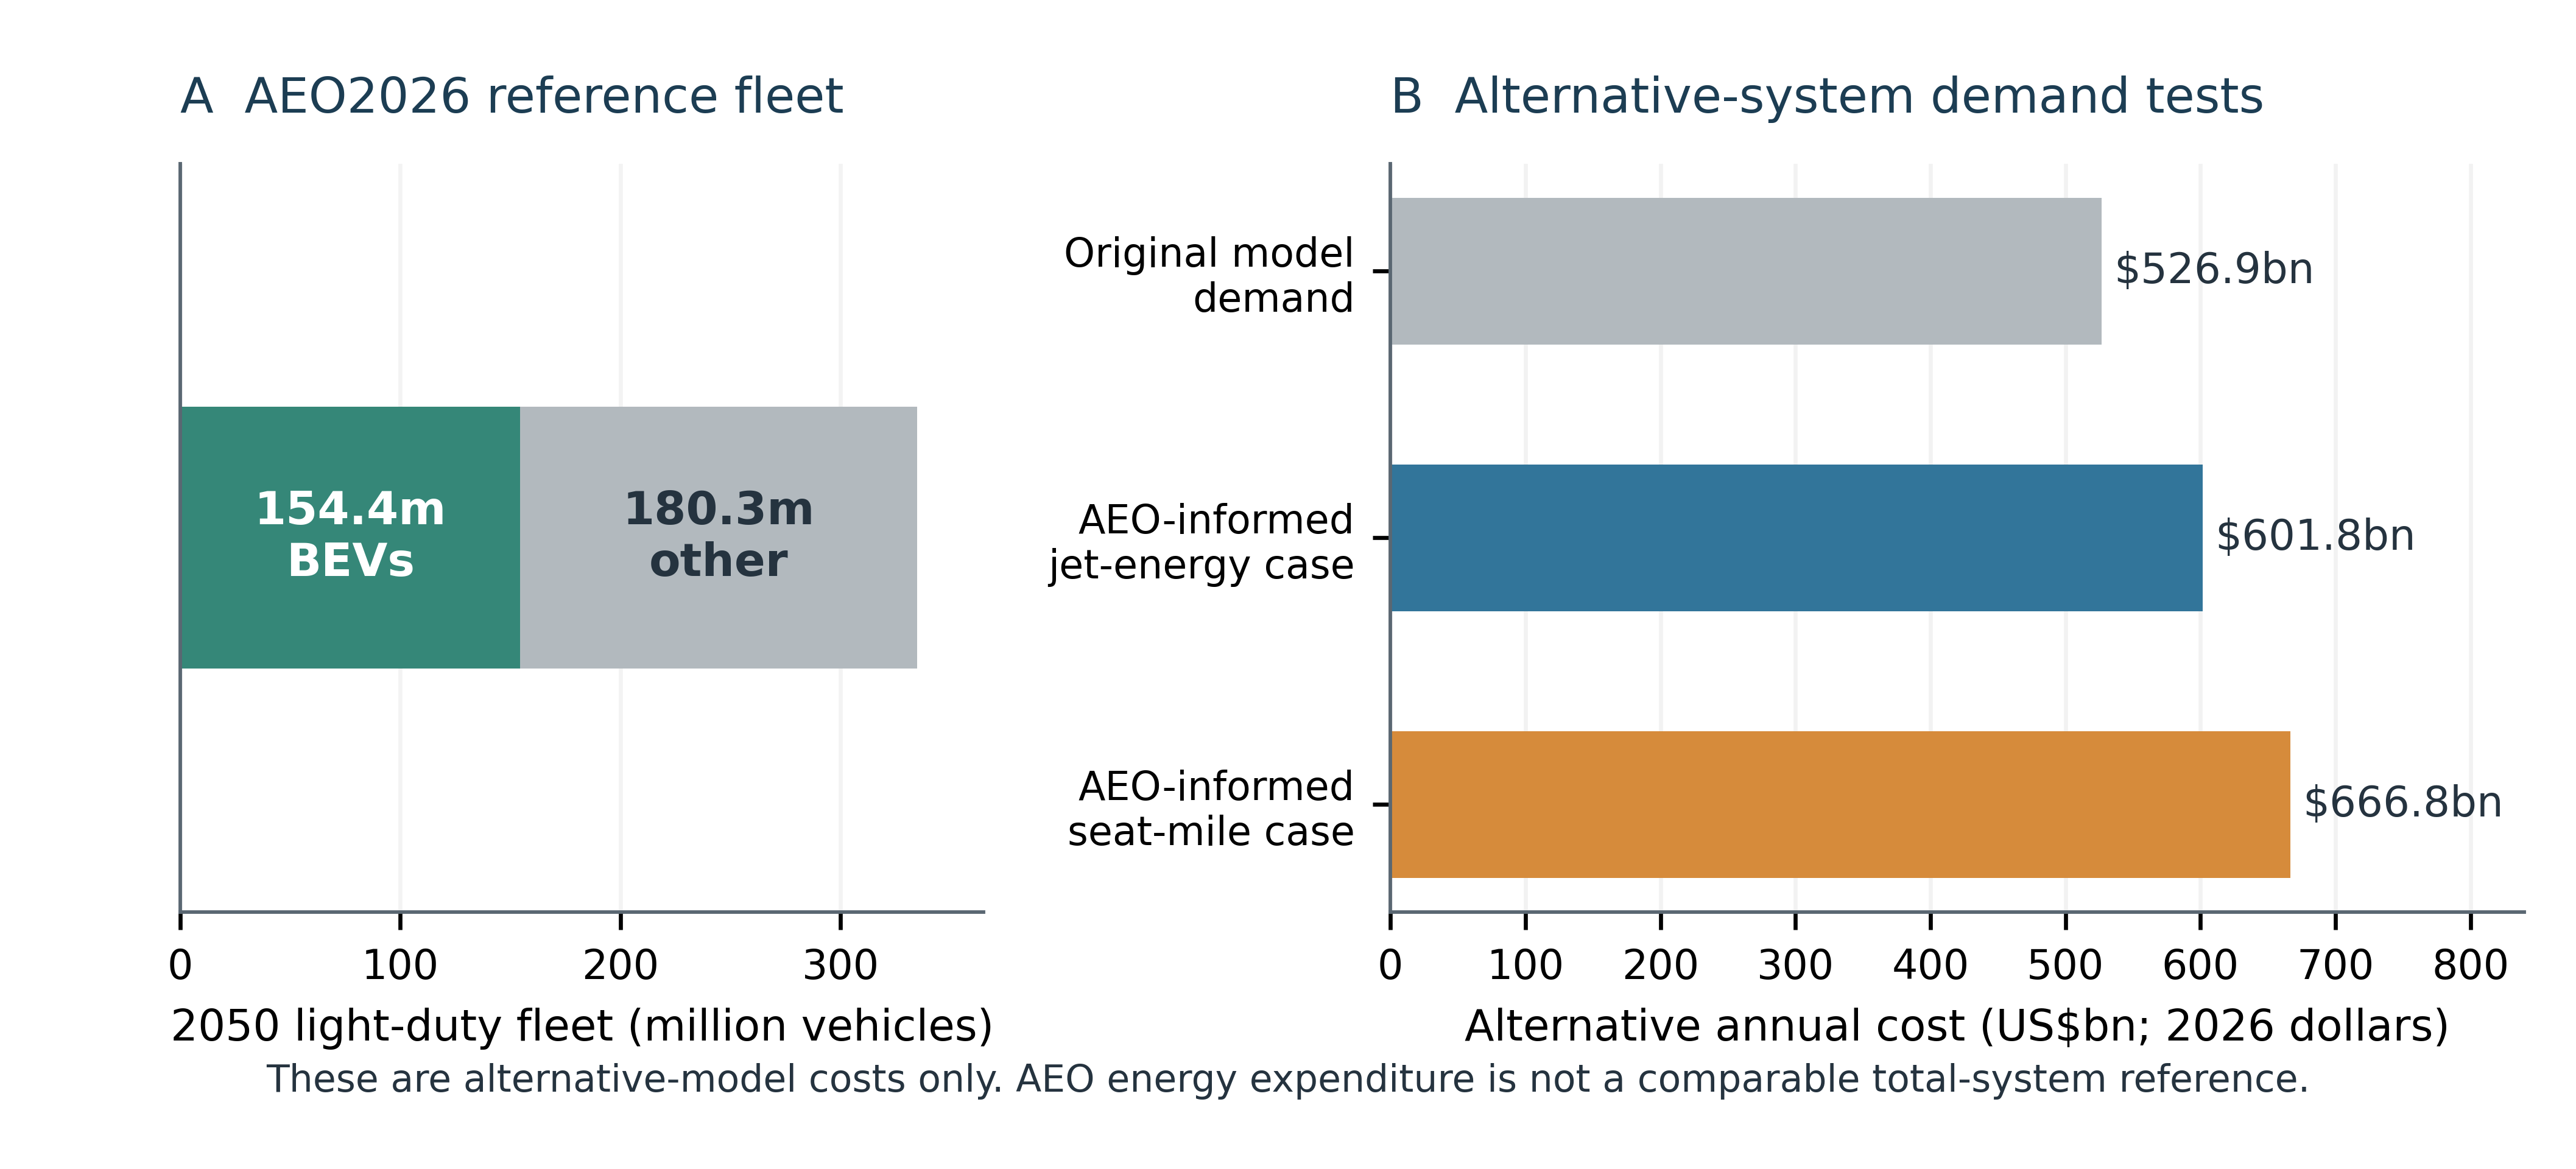 A  AEO2026 reference fleet
154.4m
BEVs
180.3m
other
0 100 200 300
2050 light-duty fleet (million vehicles)
B  Alternative-system demand tests
Original model
demand
$526.9bn
AEO-informed
jet-energy case
$601.8bn
AEO-informed
seat-mile case
$666.8bn
0 100 200 300 400 500 600 700 800
Alternative annual cost (US$bn; 2026 dollars)
These are alternative-model costs only. AEO energy expenditure is not a comparable total-system reference.